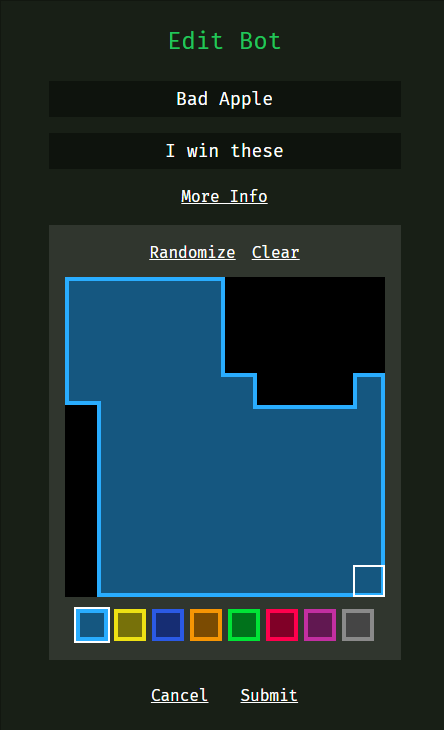 Edit Bot
Bad Apple
I win these
More Info
Randomize Clear
Cancel Submit